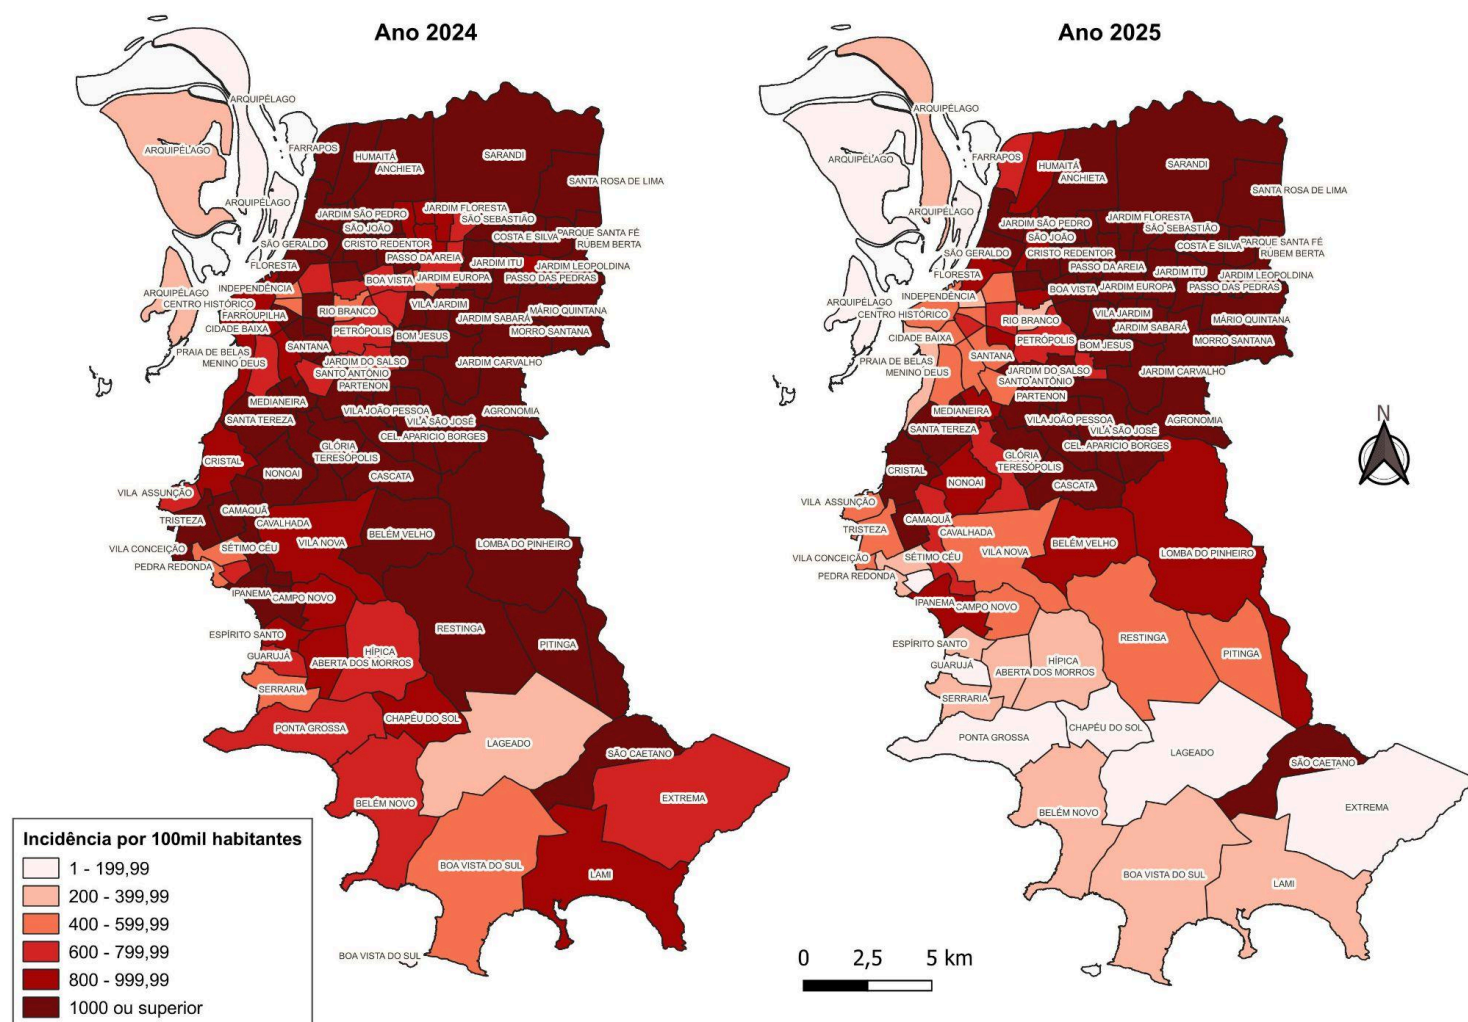 Ano 2024
ARQUIPÉLAGO
ARQUIPÉLAGO
FARRAPOS
HUMAITÁ
ANCHIETA
SARANDI
SANTA ROSA DE LIMA
ARQUIPÉLAGO
JARDIM SÃO PEDRO
JARDIM FLORESTA
SÃO SEBASTIÃO
SÃO JOÃO
COSTA E SILVA
PARQUE SANTA FÉ
RUBEM BERTA
SÃO GERALDO
CRISTO REDENTOR
PASSO DA AREIA
FLORESTA
JARDIM ITU
JARDIM LEOPOLDINA
PASSO DAS PEDRAS
BOA VISTA
JARDIM EUROPA
INDEPENDÊNCIA
ARQUIPÉLAGO
CENTRO HISTÓRICO
FARROUPILHA
RIO BRANCO
VILA JARDIM
MÁRIO QUINTANA
CIDADE BAIXA
PETRÓPOLIS
JARDIM SABARÁ
BOM JESUS
MORRO SANTANA
PRAIA DE BELAS
MENINO DEUS
SANTANA
JARDIM DO SALSO
JARDIM CARVALHO
SANTO ANTÔNIO
PARTENON
MEDIANEIRA
SANTA TEREZA
VILA JOÃO PESSOA
VILA SÃO JOSÉ
AGRONOMIA
CEL. APARICIO BORGES
GLÓRIA
TERESÓPOLIS
CRISTAL
NONOAI
CASCATA
VILA ASSUNÇÃO
TRISTEZA
CAMAQUÃ
CAVALHADA
BELÉM VELHO
VILA NOVA
LOMBA DO PINHEIRO
VILA CONCEIÇÃO
SÉTIMO CÉU
PEDRA REDONDA
IPANEMA
CAMPO NOVO
ESPÍRITO SANTO
RESTINGA
PITINGA
GUARUJÁ
HÍPICA
ABERTA DOS MORROS
SERRARIA
PONTA GROSSA
CHAPÉU DO SOL
LAGEADO
SÃO CAETANO
BELÉM NOVO
EXTREMA
BOA VISTA DO SUL
LAMI
BOA VISTA DO SUL
Incidência por 100mil habitantes
1 - 199,99
200 - 399,99
400 - 599,99
600 - 799,99
800 - 999,99
1000 ou superior
Ano 2025
ARQUIPÉLAGO
ARQUIPÉLAGO
FARRAPOS
HUMAITÁ
ANCHIETA
SARANDI
SANTA ROSA DE LIMA
ARQUIPÉLAGO
JARDIM SÃO PEDRO
JARDIM FLORESTA
SÃO SEBASTIÃO
SÃO JOÃO
COSTA E SILVA
PARQUE SANTA FÉ
RUBEM BERTA
SÃO GERALDO
CRISTO REDENTOR
PASSO DA AREIA
FLORESTA
JARDIM ITU
JARDIM LEOPOLDINA
PASSO DAS PEDRAS
BOA VISTA
JARDIM EUROPA
INDEPENDÊNCIA
ARQUIPÉLAGO
CENTRO HISTÓRICO
RIO BRANCO
VILA JARDIM
MÁRIO QUINTANA
CIDADE BAIXA
PETRÓPOLIS
JARDIM SABARÁ
BOM JESUS
MORRO SANTANA
PRAIA DE BELAS
MENINO DEUS
SANTANA
JARDIM DO SALSO
JARDIM CARVALHO
SANTO ANTÔNIO
PARTENON
MEDIANEIRA
SANTA TEREZA
VILA JOÃO PESSOA
VILA SÃO JOSÉ
AGRONOMIA
CEL. APARICIO BORGES
GLÓRIA
TERESÓPOLIS
CRISTAL
NONOAI
CASCATA
VILA ASSUNÇÃO
TRISTEZA
CAMAQUÃ
CAVALHADA
BELÉM VELHO
VILA NOVA
LOMBA DO PINHEIRO
VILA CONCEIÇÃO
SÉTIMO CÉU
PEDRA REDONDA
IPANEMA
CAMPO NOVO
ESPÍRITO SANTO
RESTINGA
PITINGA
GUARUJÁ
HÍPICA
ABERTA DOS MORROS
SERRARIA
PONTA GROSSA
CHAPÉU DO SOL
LAGEADO
SÃO CAETANO
BELÉM NOVO
EXTREMA
BOA VISTA DO SUL
LAMI
N
0 2,5 5 km